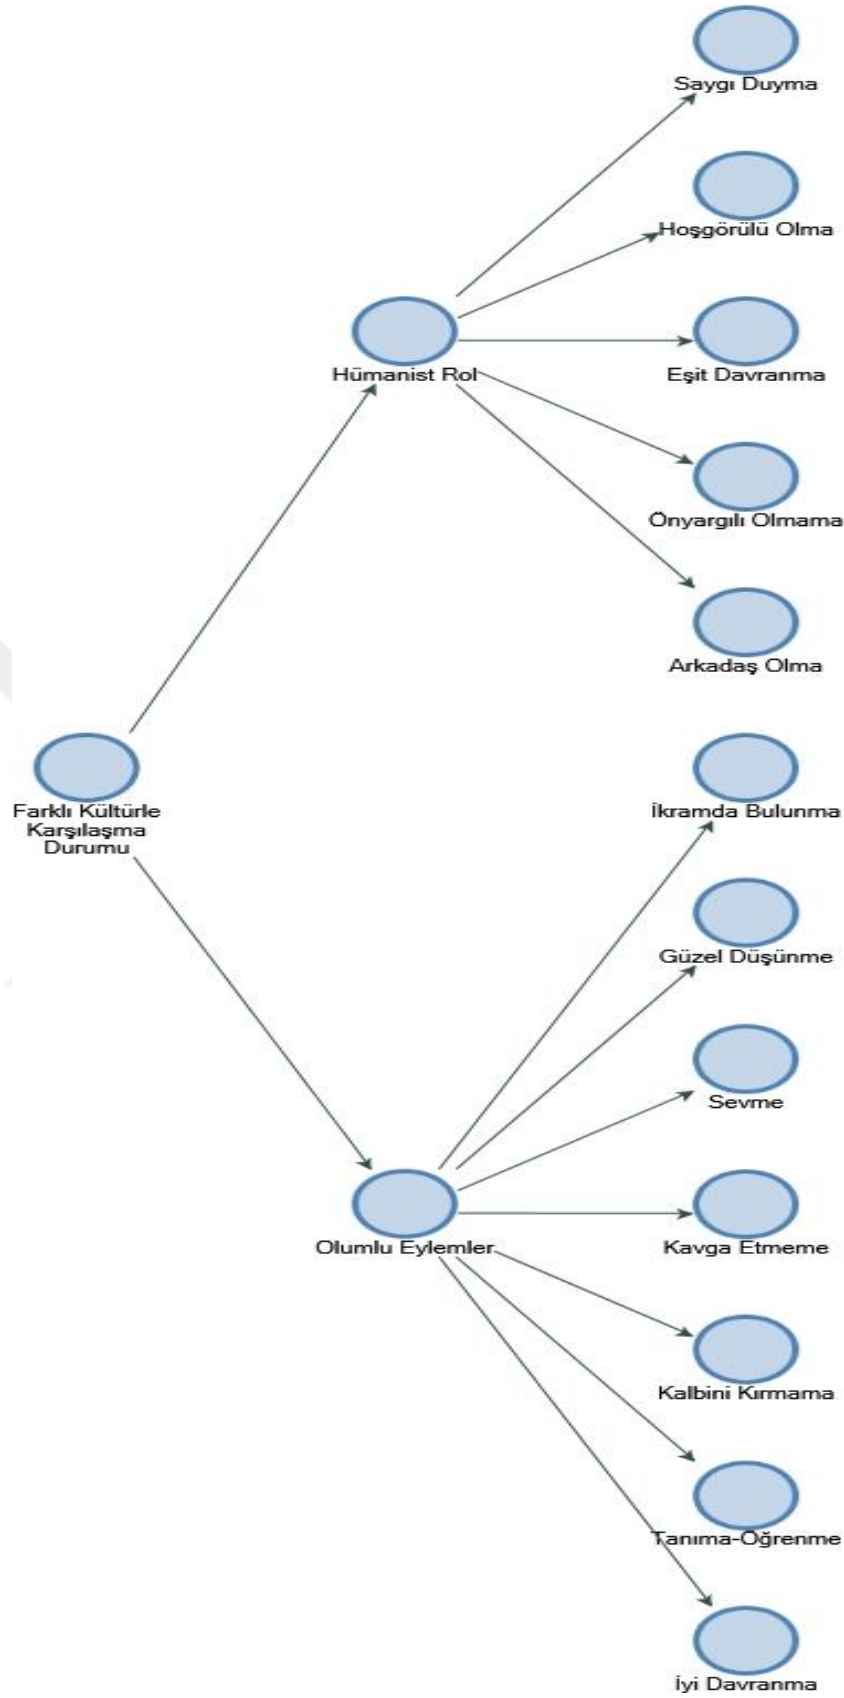 Saygı Duyma
Hoşgörülü Olma
Hümanist Rol
Eşit Davranma
Önyargılı Olmama
Arkadaş Olma
Farklı Kültürle
Karşılaşma
Durumu
İkramda Bulunma
Güzel Düşünme
Sevme
Olumlu Eylemler
Kavga Etmeme
Kalbini Kırmama
Tanıma-Öğrenme
İyi Davranma